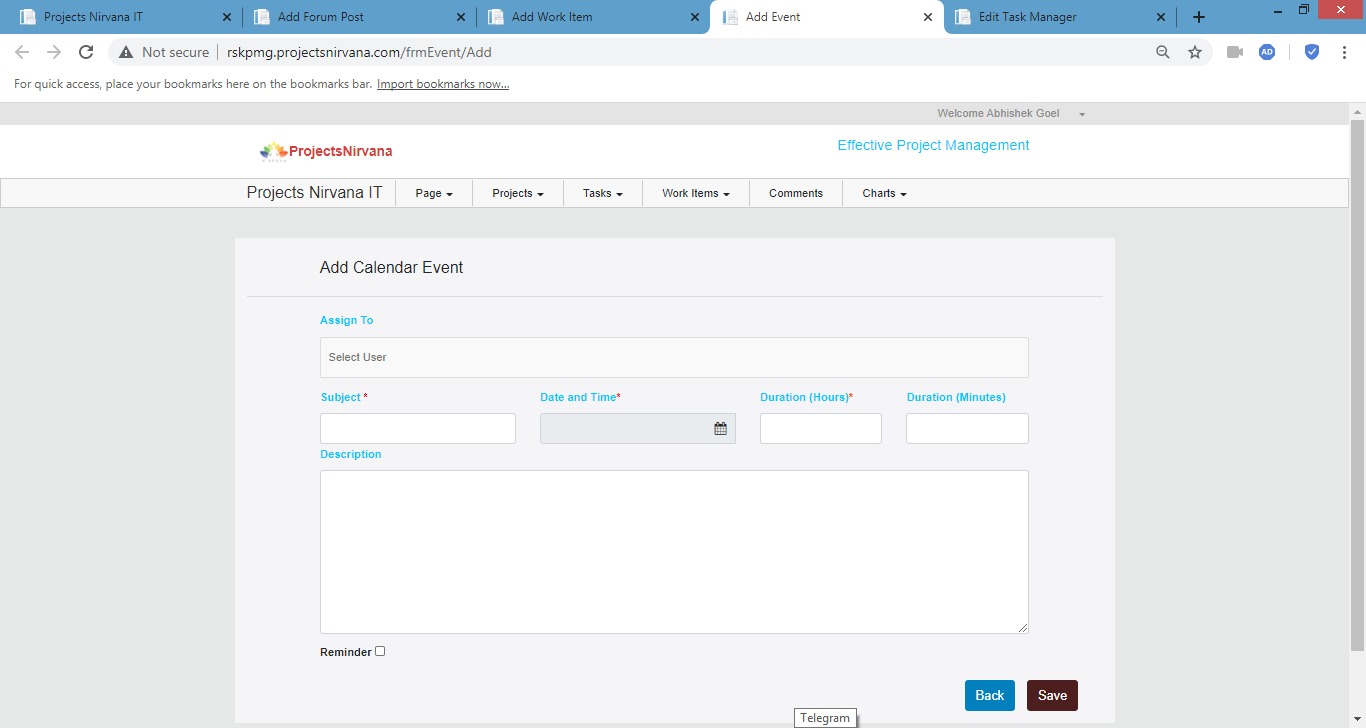 Projects Nirvana IT Add Forum Post Add Work Item Add Event Edit Task Manager
Not secure rskpmg.projectsnirvana.com/frmEvent/Add AD
For quick access, place your bookmarks here on the bookmarks bar. Import bookmarks now...
Welcome Abhishek Goel
ProjectsNirvana Effective Project Management
Projects Nirvana IT Page Projects Tasks Work Items Comments Charts
Add Calendar Event
Assign To
Select User
Subject * Date and Time* Duration (Hours)* Duration (Minutes)
Description
Reminder
Back Save
Telegram